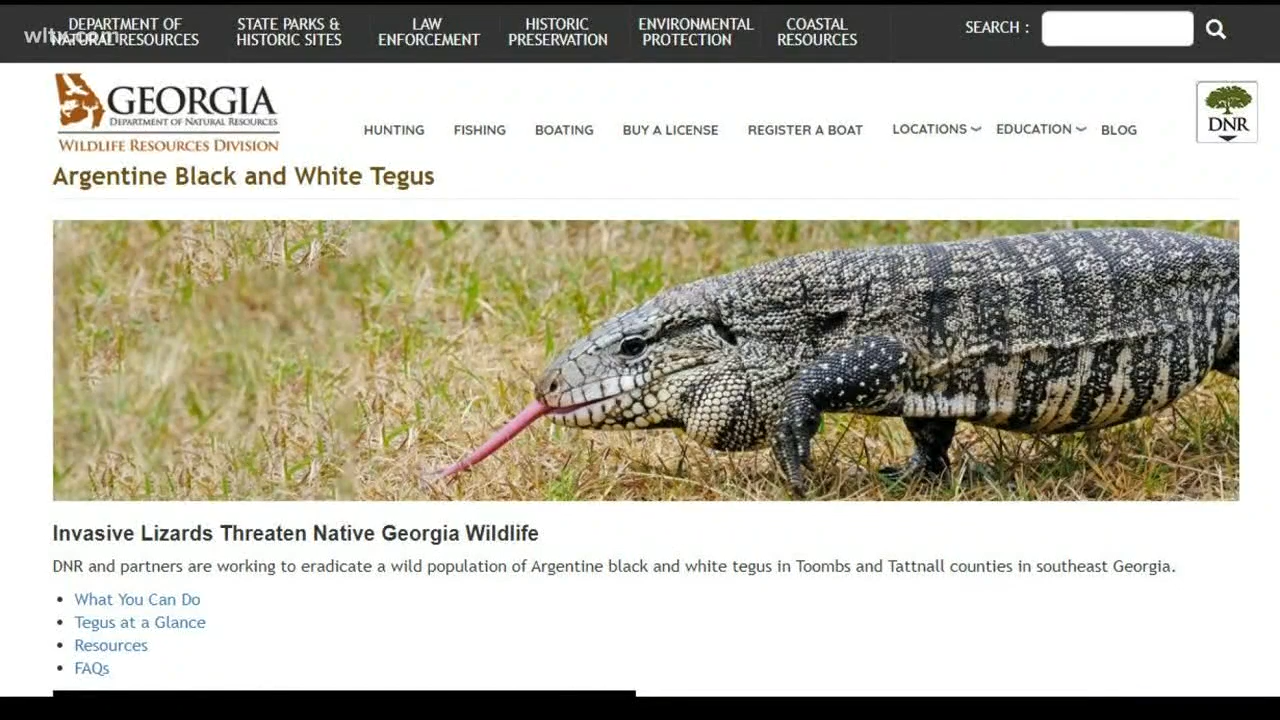 DEPARTMENT OF
NATURAL RESOURCES
STATE PARKS &
HISTORIC SITES
LAW
ENFORCEMENT
HISTORIC
PRESERVATION
ENVIRONMENTAL
PROTECTION
COASTAL
RESOURCES
SEARCH :
wltx.com
GEORGIA
DEPARTMENT OF NATURAL RESOURCES
WILDLIFE RESOURCES DIVISION
HUNTING
FISHING
BOATING
BUY A LICENSE
REGISTER A BOAT
LOCATIONS
EDUCATION
BLOG
DNR
Argentine Black and White Tegus
Invasive Lizards Threaten Native Georgia Wildlife
DNR and partners are working to eradicate a wild population of Argentine black and white tegus in Toombs and Tattnall counties in southeast Georgia.
• What You Can Do
• Tegus at a Glance
• Resources
• FAQs